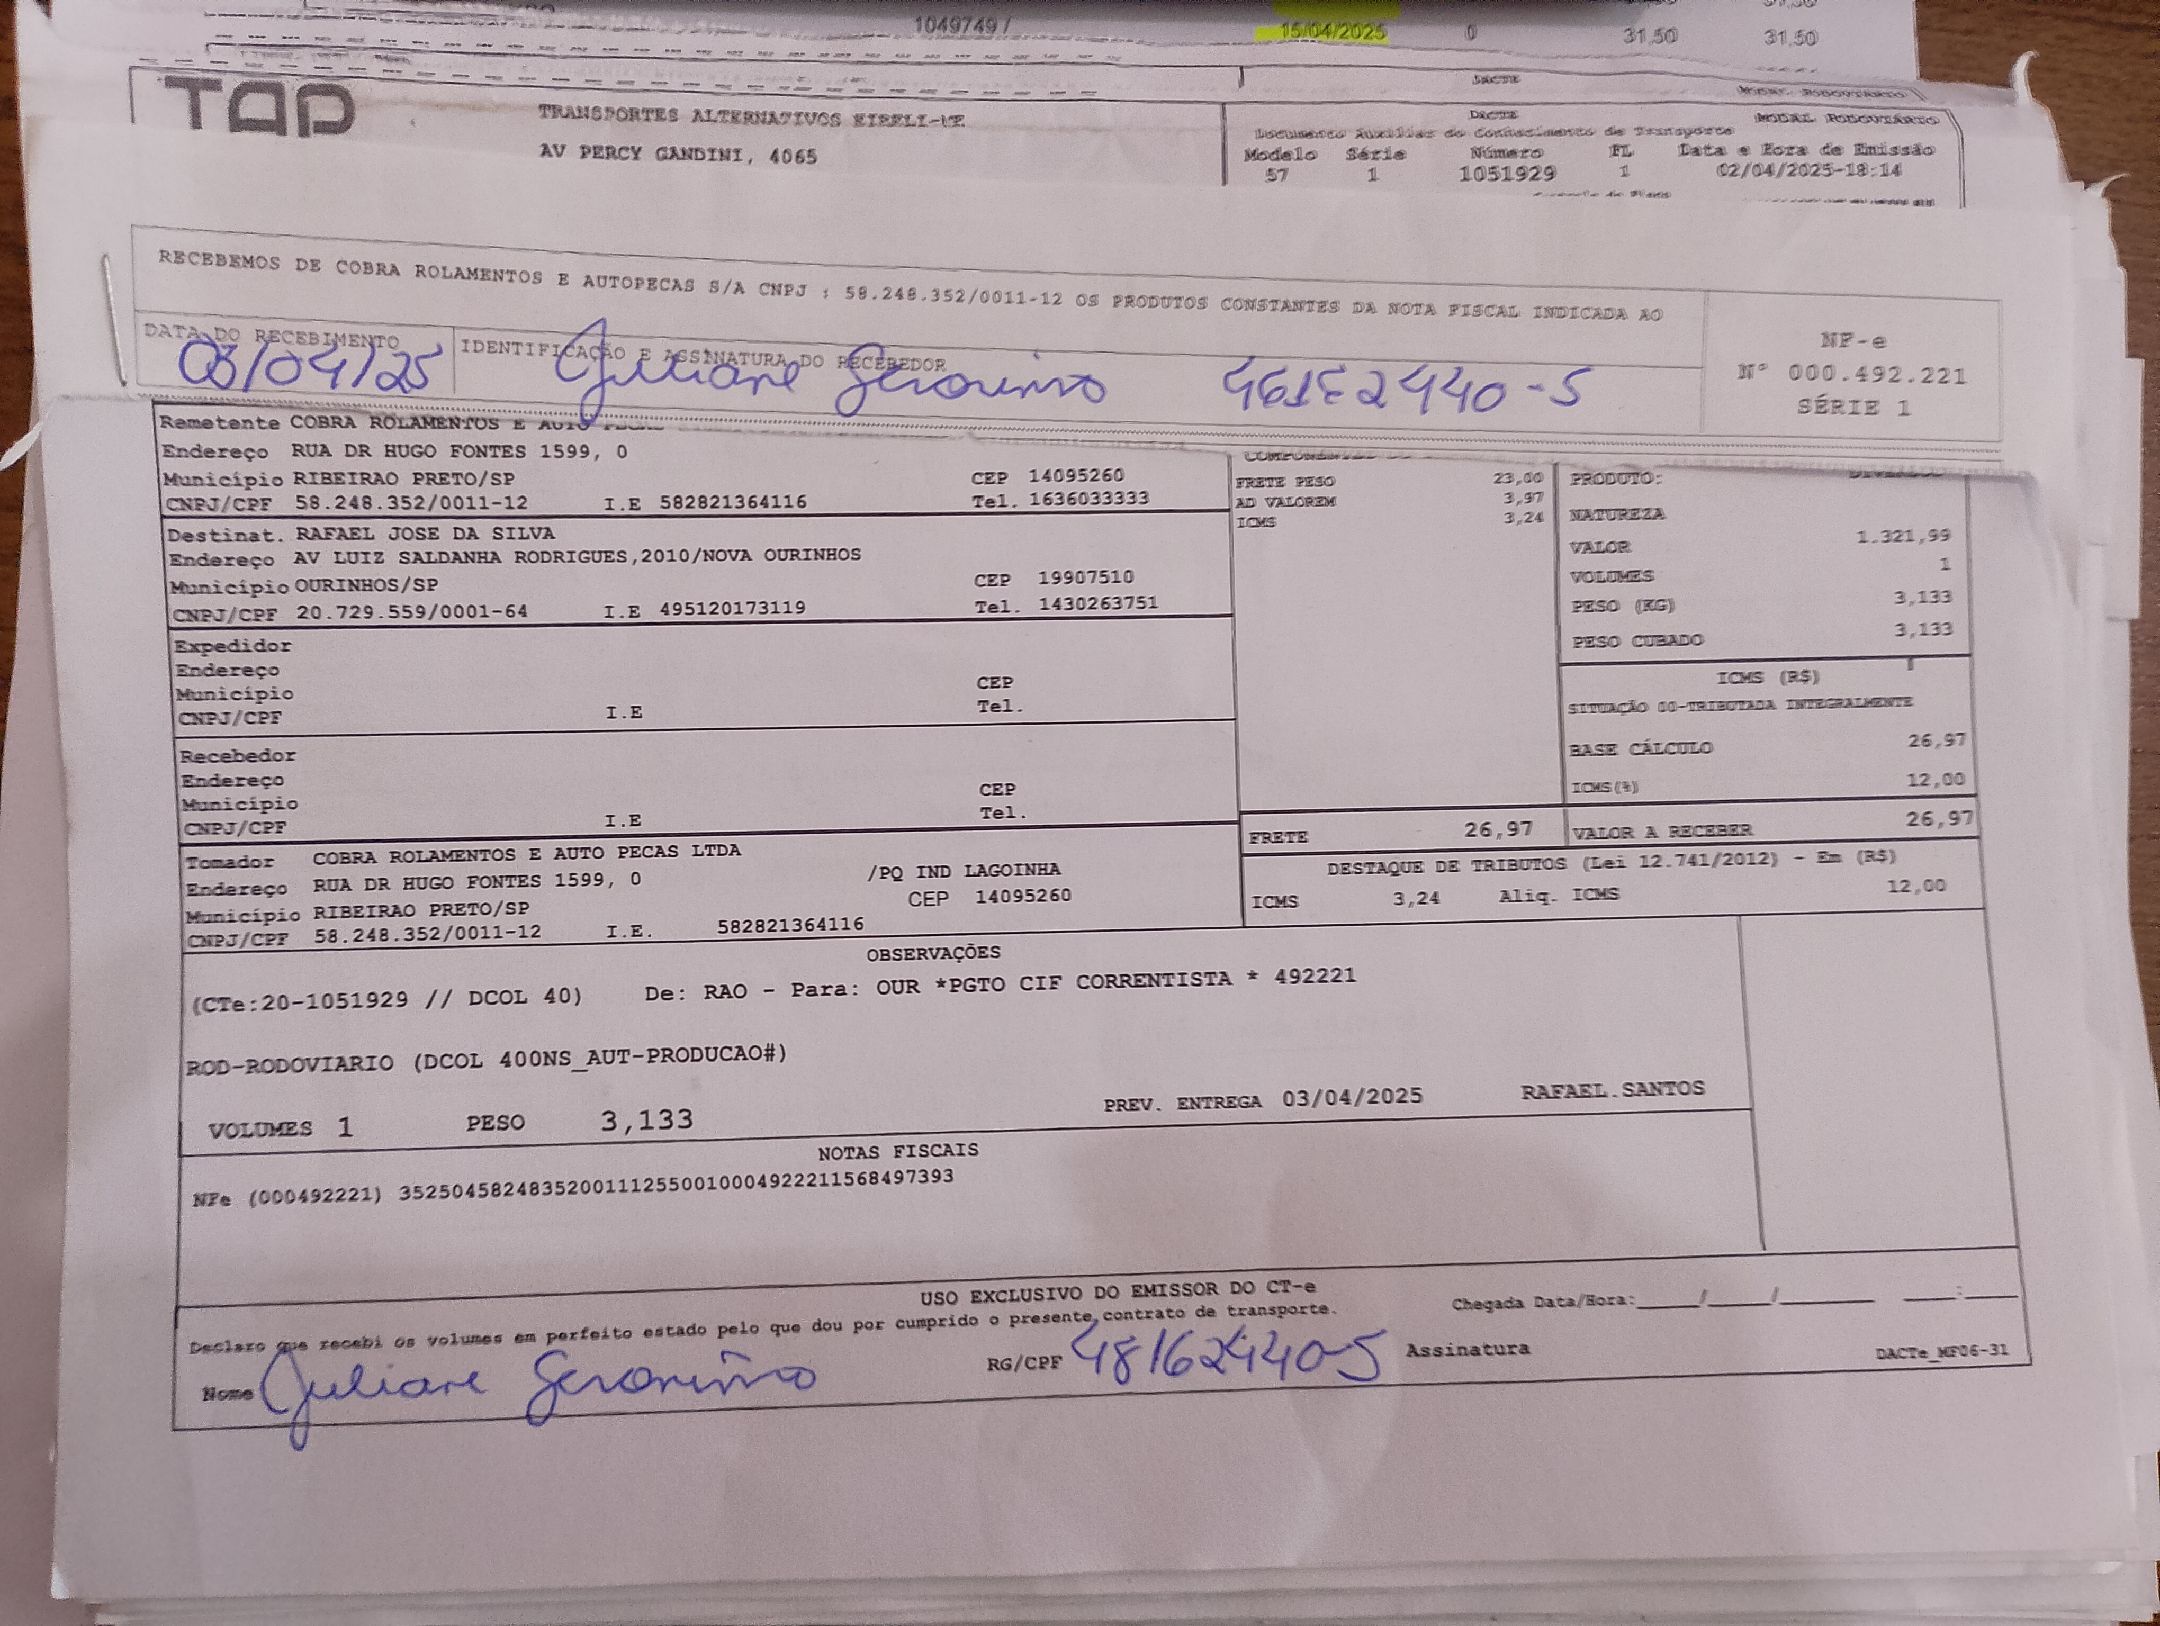 1049749 / 15/04/2025 0 31,50 31,50
DACTE
MODAL RODOVIÁRIO
TAP
TRANSPORTES ALTERNATIVOS EIRELI-ME
AV PERCY GANDINI, 4065
DACTE MODAL RODOVIÁRIO
Documento Auxiliar do Conhecimento de Transporte
Modelo Série Número FL Data e Hora de Emissão
57 1 1051929 1 02/04/2025-18:14
RECEBEMOS DE COBRA ROLAMENTOS E AUTOPECAS S/A CNPJ : 58.248.352/0011-12 OS PRODUTOS CONSTANTES DA NOTA FISCAL INDICADA AO
DATA DO RECEBIMENTO
03/04/25
IDENTIFICAÇÃO E ASSINATURA DO RECEBEDOR
Juliane Geronimo
NF-e
Nº 000.492.221
SÉRIE 1
Remetente COBRA ROLAMENTOS E AUTO
Endereço RUA DR HUGO FONTES 1599, 0
Município RIBEIRAO PRETO/SP CEP 14095260
CNPJ/CPF 58.248.352/0011-12 I.E 582821364116 Tel. 1636033333
Destinat. RAFAEL JOSE DA SILVA
Endereço AV LUIZ SALDANHA RODRIGUES,2010/NOVA OURINHOS
Município OURINHOS/SP CEP 19907510
CNPJ/CPF 20.729.559/0001-64 I.E 495120173119 Tel. 1430263751
Expedidor
Endereço
Município CEP
CNPJ/CPF I.E Tel.
Recebedor
Endereço
Município CEP
CNPJ/CPF I.E Tel.
Tomador COBRA ROLAMENTOS E AUTO PECAS LTDA
Endereço RUA DR HUGO FONTES 1599, 0 /PQ IND LAGOINHA
Município RIBEIRAO PRETO/SP CEP 14095260
CNPJ/CPF 58.248.352/0011-12 I.E. 582821364116
FRETE PESO 23,00
AD VALOREM 3,97
ICMS 3,24
FRETE 26,97
PRODUTO:
NATUREZA
VALOR 1.321,99
VOLUMES 1
PESO (KG) 3,133
PESO CUBADO 3,133
ICMS (R$)
SITUAÇÃO 00-TRIBUTADA INTEGRALMENTE
BASE CÁLCULO 26,97
ICMS(%) 12,00
VALOR A RECEBER 26,97
DESTAQUE DE TRIBUTOS (Lei 12.741/2012) - Em (R$)
ICMS 3,24 Aliq. ICMS 12,00
OBSERVAÇÕES
(CTe:20-1051929 // DCOL 40) De: RAO - Para: OUR *PGTO CIF CORRENTISTA * 492221
ROD-RODOVIARIO (DCOL 400NS_AUT-PRODUCAO#)
VOLUMES 1 PESO 3,133 PREV. ENTREGA 03/04/2025 RAFAEL.SANTOS
NOTAS FISCAIS
NFe (000492221) 35250458248352001112550010004922211568497393
USO EXCLUSIVO DO EMISSOR DO CT-e
Declaro que recebi os volumes em perfeito estado pelo que dou por cumprido o presente contrato de transporte.
Chegada Data/Hora:____/____/______ ____:____
Nome Juliane Geronimo RG/CPF 481624440-5 Assinatura
DACTe_MF06-31